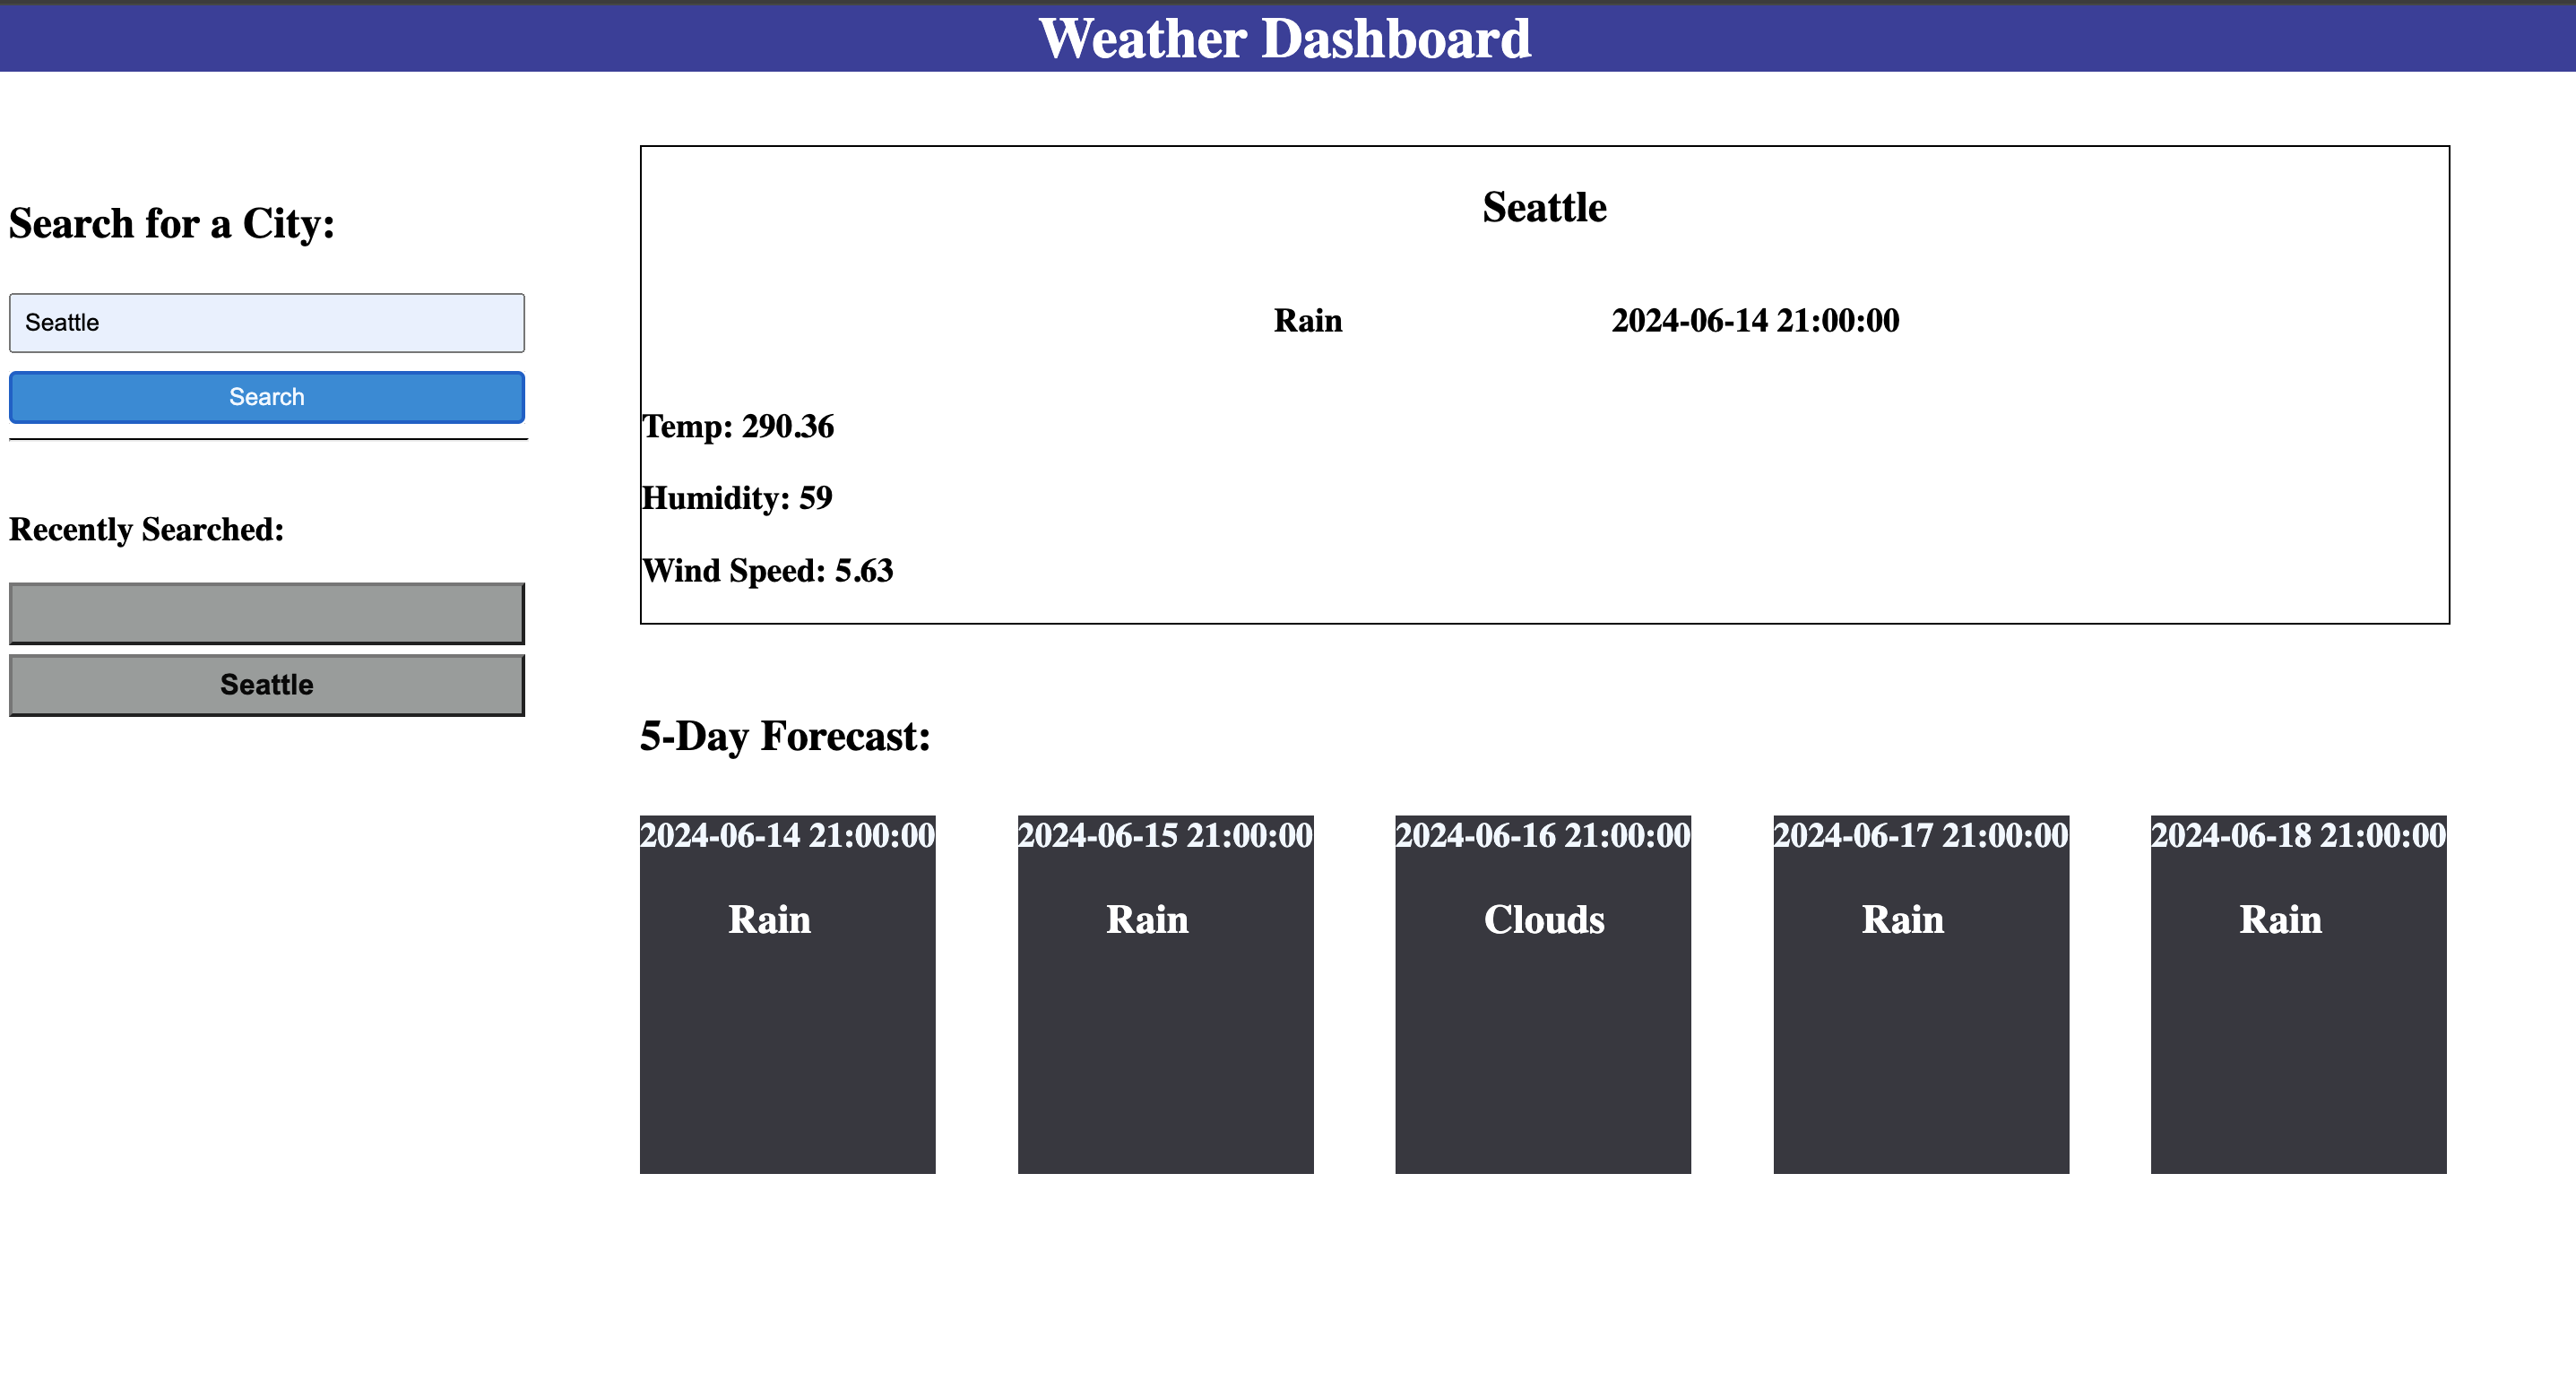 Weather Dashboard
Search for a City:
Seattle
Search
Recently Searched:
Seattle
Seattle
Rain 2024-06-14 21:00:00
Temp: 290.36
Humidity: 59
Wind Speed: 5.63
5-Day Forecast:
2024-06-14 21:00:00
Rain
2024-06-15 21:00:00
Rain
2024-06-16 21:00:00
Clouds
2024-06-17 21:00:00
Rain
2024-06-18 21:00:00
Rain